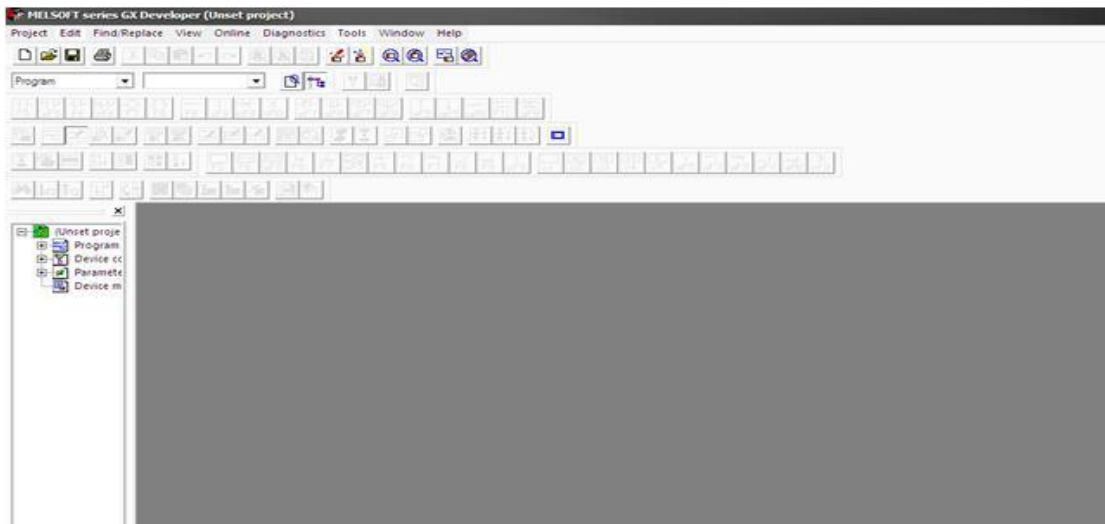 MELSOFT series GX Developer (Unset project)
Project Edit Find/Replace View Online Diagnostics Tools Window Help
Program
(Unset proje
Program
Device cc
Paramete
Device m